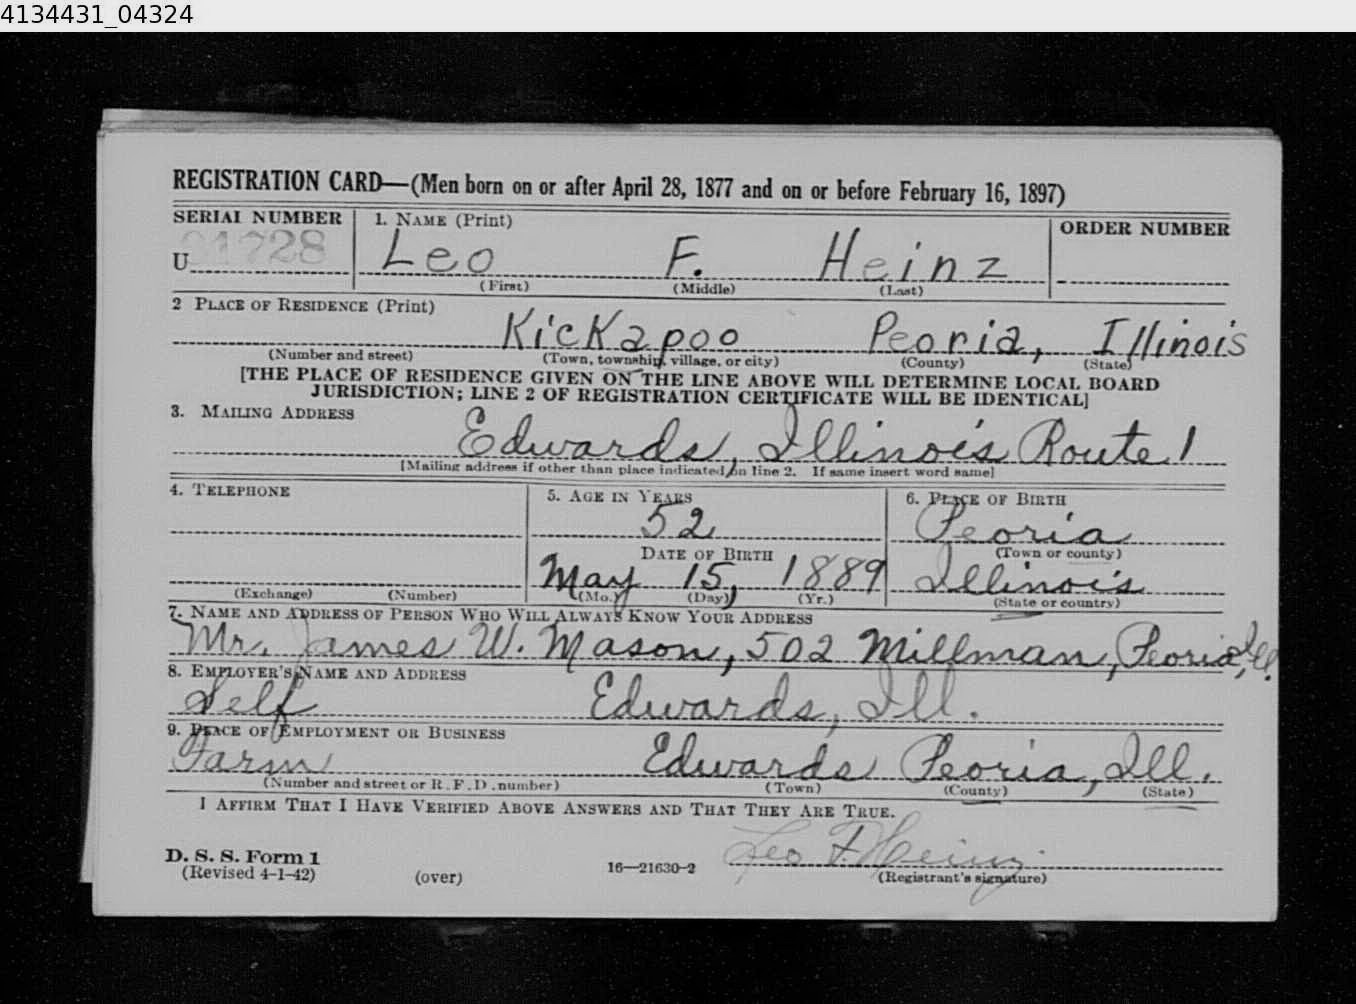 4134431_04324
REGISTRATION CARD—(Men born on or after April 28, 1877 and on or before February 16, 1897)
SERIAL NUMBER 1. NAME (Print) ORDER NUMBER
U 01728 Leo F. Heinz
(First) (Middle) (Last)
2 PLACE OF RESIDENCE (Print)
Kickapoo Peoria, Illinois
(Number and street) (Town, township, village, or city) (County) (State)
[THE PLACE OF RESIDENCE GIVEN ON THE LINE ABOVE WILL DETERMINE LOCAL BOARD
JURISDICTION; LINE 2 OF REGISTRATION CERTIFICATE WILL BE IDENTICAL]
3. MAILING ADDRESS
Edwards, Illinois Route 1
[Mailing address if other than place indicated on line 2. If same insert word same]
4. TELEPHONE 5. AGE IN YEARS 6. PLACE OF BIRTH
52 Peoria
DATE OF BIRTH (Town or county)
May 15, 1889 Illinois
(Exchange) (Number) (Mo.) (Day) (Yr.) (State or country)
7. NAME AND ADDRESS OF PERSON WHO WILL ALWAYS KNOW YOUR ADDRESS
Mr. James W. Mason, 502 Millman, Peoria, Ill.
8. EMPLOYER'S NAME AND ADDRESS
Self Edwards, Ill.
9. PLACE OF EMPLOYMENT OR BUSINESS
Farm Edwards Peoria, Ill.
(Number and street or R. F. D. number) (Town) (County) (State)
I AFFIRM THAT I HAVE VERIFIED ABOVE ANSWERS AND THAT THEY ARE TRUE.
Leo F. Heinz
D. S. S. Form 1
(Revised 4-1-42) (over) 16—21630-2 (Registrant's signature)